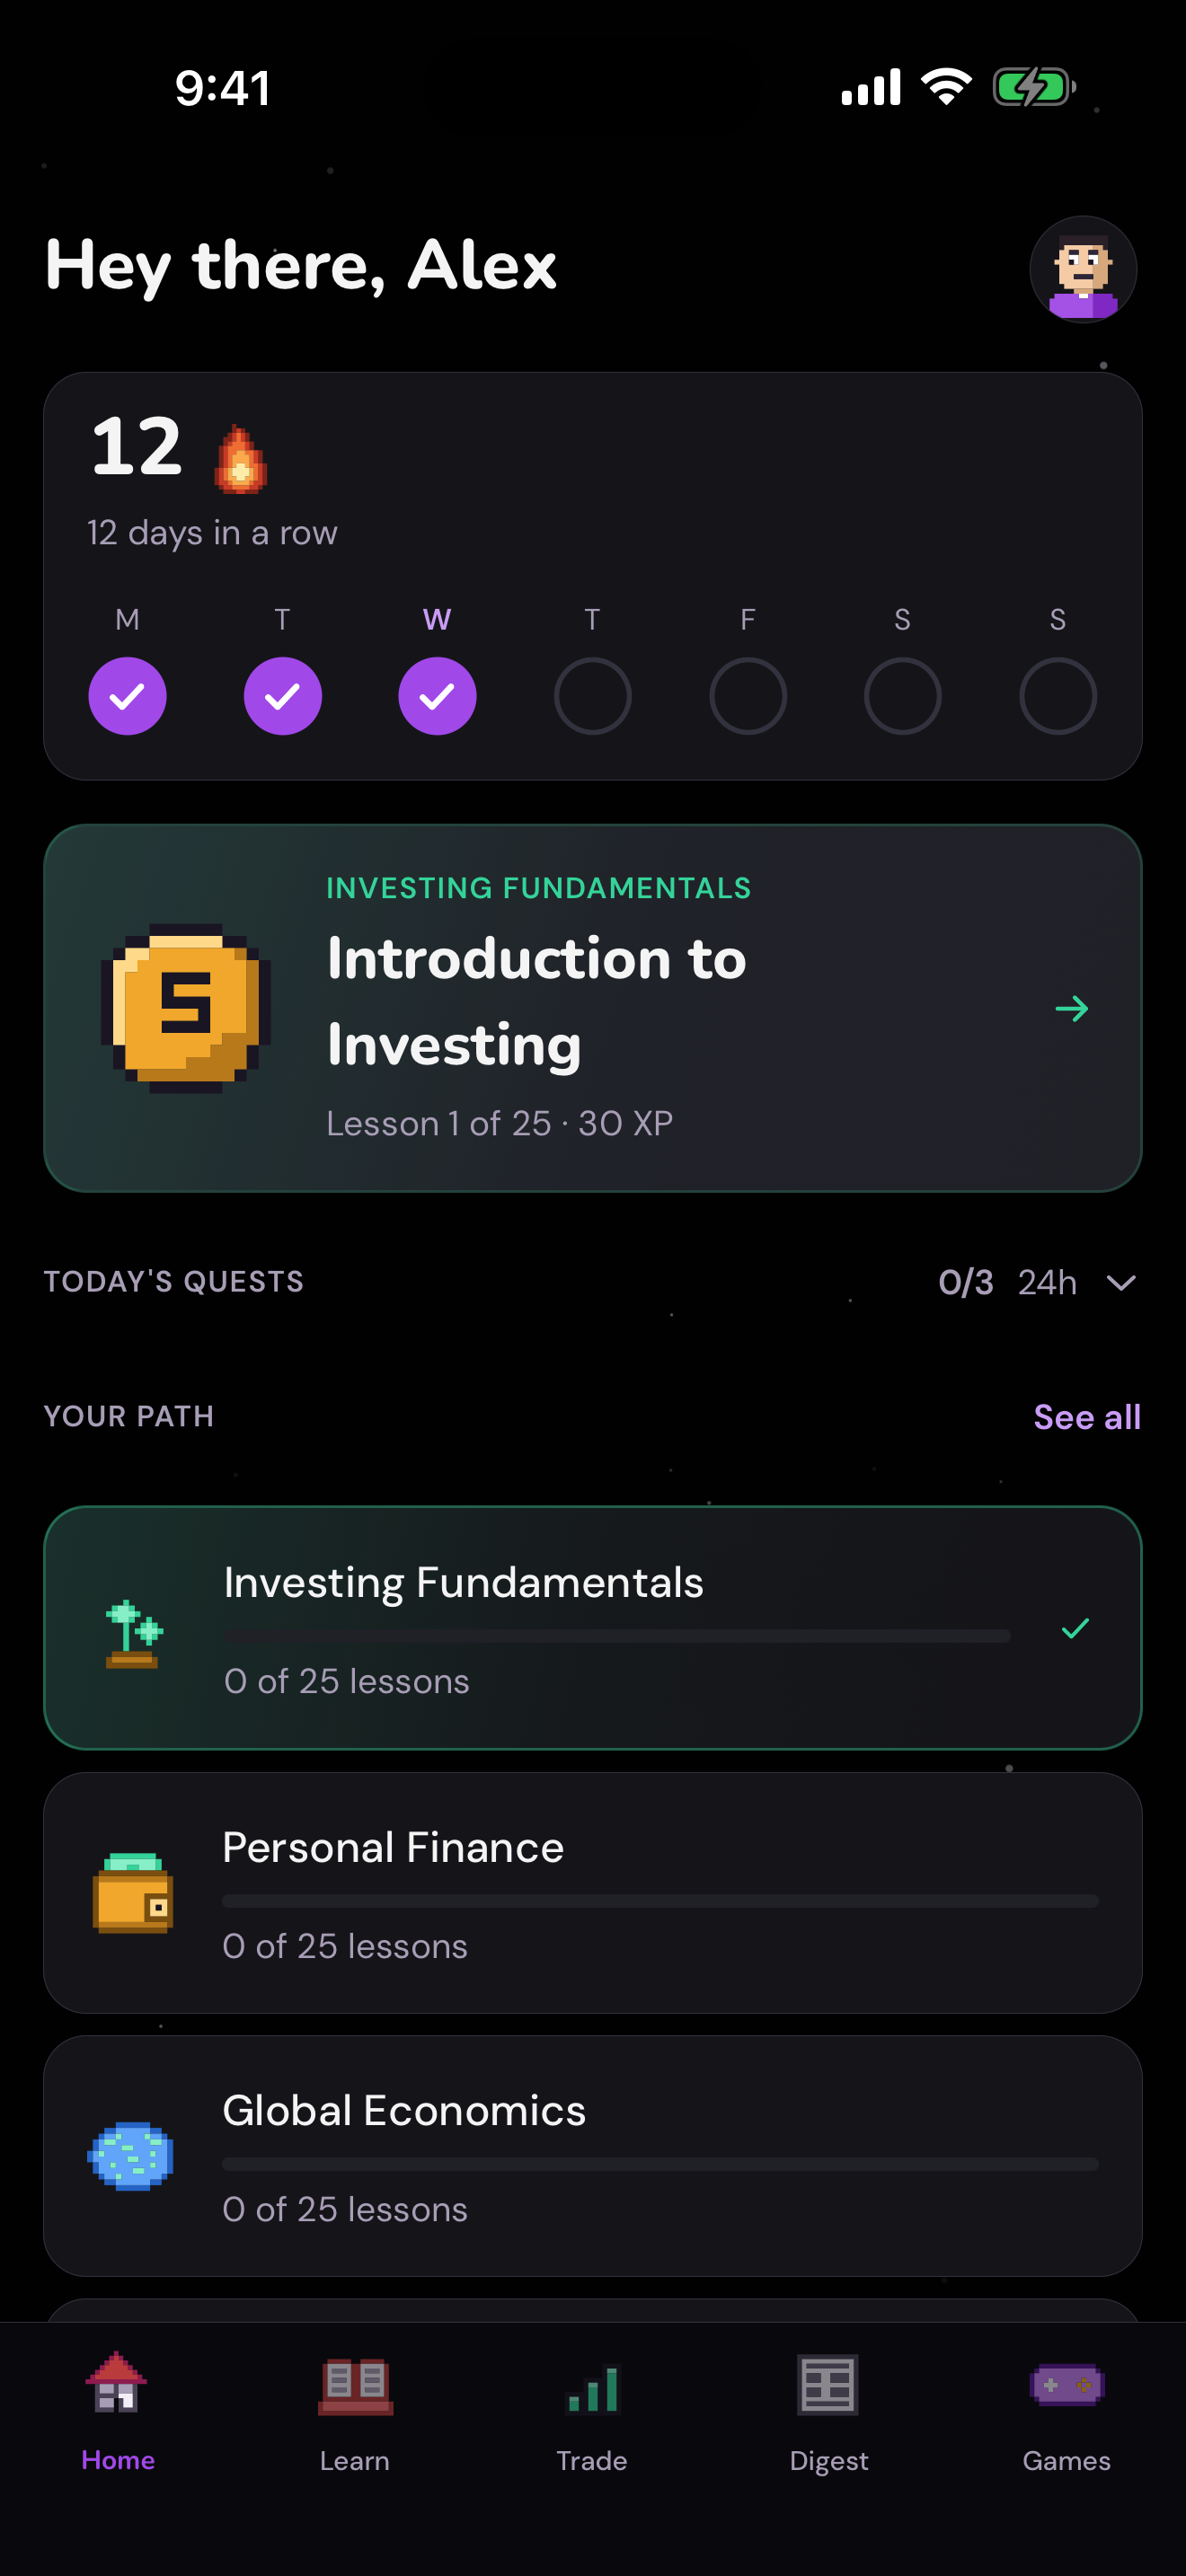 9:41
Hey there, Alex
12
12 days in a row
M T W T F S S
INVESTING FUNDAMENTALS
Introduction to
Investing
Lesson 1 of 25 · 30 XP
TODAY'S QUESTS 0/3 24h
YOUR PATH See all
Investing Fundamentals
0 of 25 lessons
Personal Finance
0 of 25 lessons
Global Economics
0 of 25 lessons
Home Learn Trade Digest Games